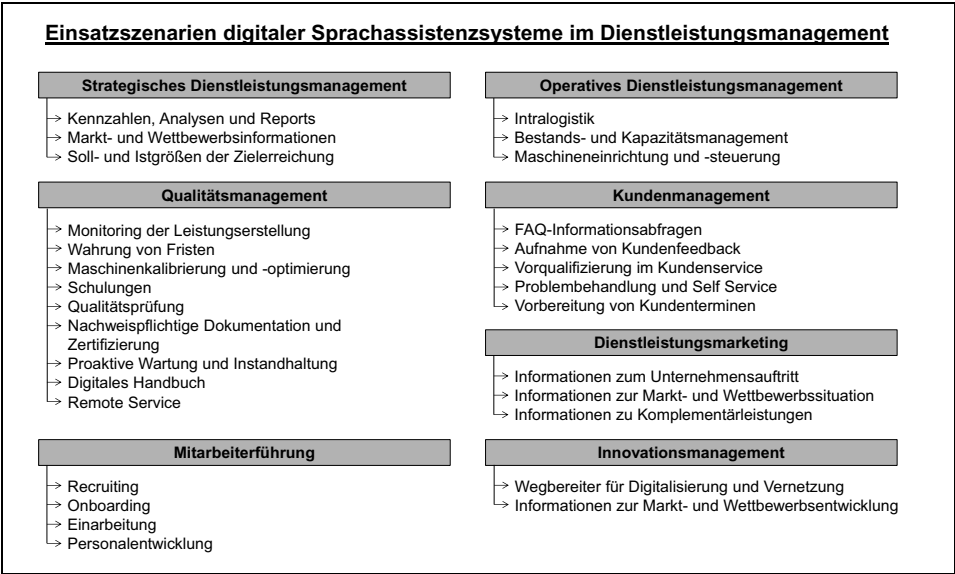 Einsatzszenarien digitaler Sprachassistenzsysteme im Dienstleistungsmanagement
Strategisches Dienstleistungsmanagement
Kennzahlen, Analysen und Reports
Markt- und Wettbewerbsinformationen
Soll- und Istgrößen der Zielerreichung
Operatives Dienstleistungsmanagement
Intralogistik
Bestands- und Kapazitätsmanagement
Maschineneinrichtung und -steuerung
Qualitätsmanagement
Monitoring der Leistungserstellung
Wahrung von Fristen
Maschinenkalibrierung und -optimierung
Schulungen
Qualitätsprüfung
Nachweispflichtige Dokumentation und
Zertifizierung
Proaktive Wartung und Instandhaltung
Digitales Handbuch
Remote Service
Kundenmanagement
FAQ-Informationsabfragen
Aufnahme von Kundenfeedback
Vorqualifizierung im Kundenservice
Problembehandlung und Self Service
Vorbereitung von Kundenterminen
Dienstleistungsmarketing
Informationen zum Unternehmensauftritt
Informationen zur Markt- und Wettbewerbssituation
Informationen zu Komplementärleistungen
Mitarbeiterführung
Recruiting
Onboarding
Einarbeitung
Personalentwicklung
Innovationsmanagement
Wegbereiter für Digitalisierung und Vernetzung
Informationen zur Markt- und Wettbewerbsentwicklung